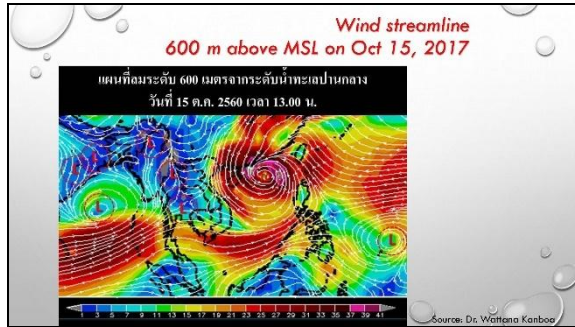 Wind streamline
600 m above MSL on Oct 15, 2017
แผนที่ลมระดับ 600 เมตรจากระดับน้ำทะเลปานกลาง
วันที่ 15 ต.ค. 2560 เวลา 13.00 น.
L
L
1 3 5 7 9 11 13 15 17 19 21 23 25 27 29 31 33 35 37 39 41
Source: Dr. Wattana Kanbua